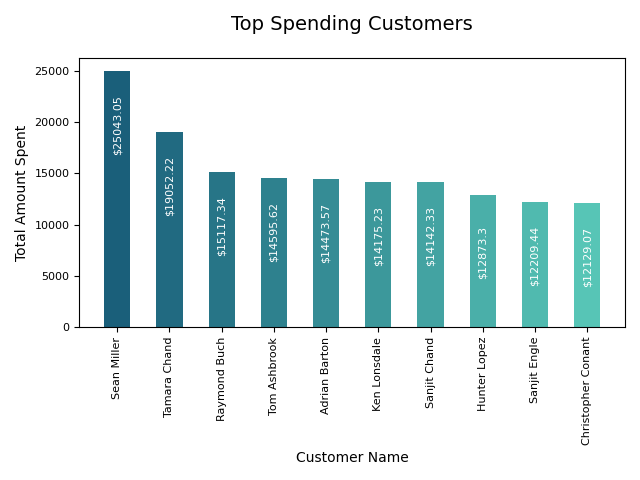 Top Spending Customers
Total Amount Spent
25000
20000
15000
10000
5000
0
$25043.05
$19052.22
$15117.34
$14595.62
$14473.57
$14175.23
$14142.33
$12873.3
$12209.44
$12129.07
Sean Miller
Tamara Chand
Raymond Buch
Tom Ashbrook
Adrian Barton
Ken Lonsdale
Sanjit Chand
Hunter Lopez
Sanjit Engle
Christopher Conant
Customer Name